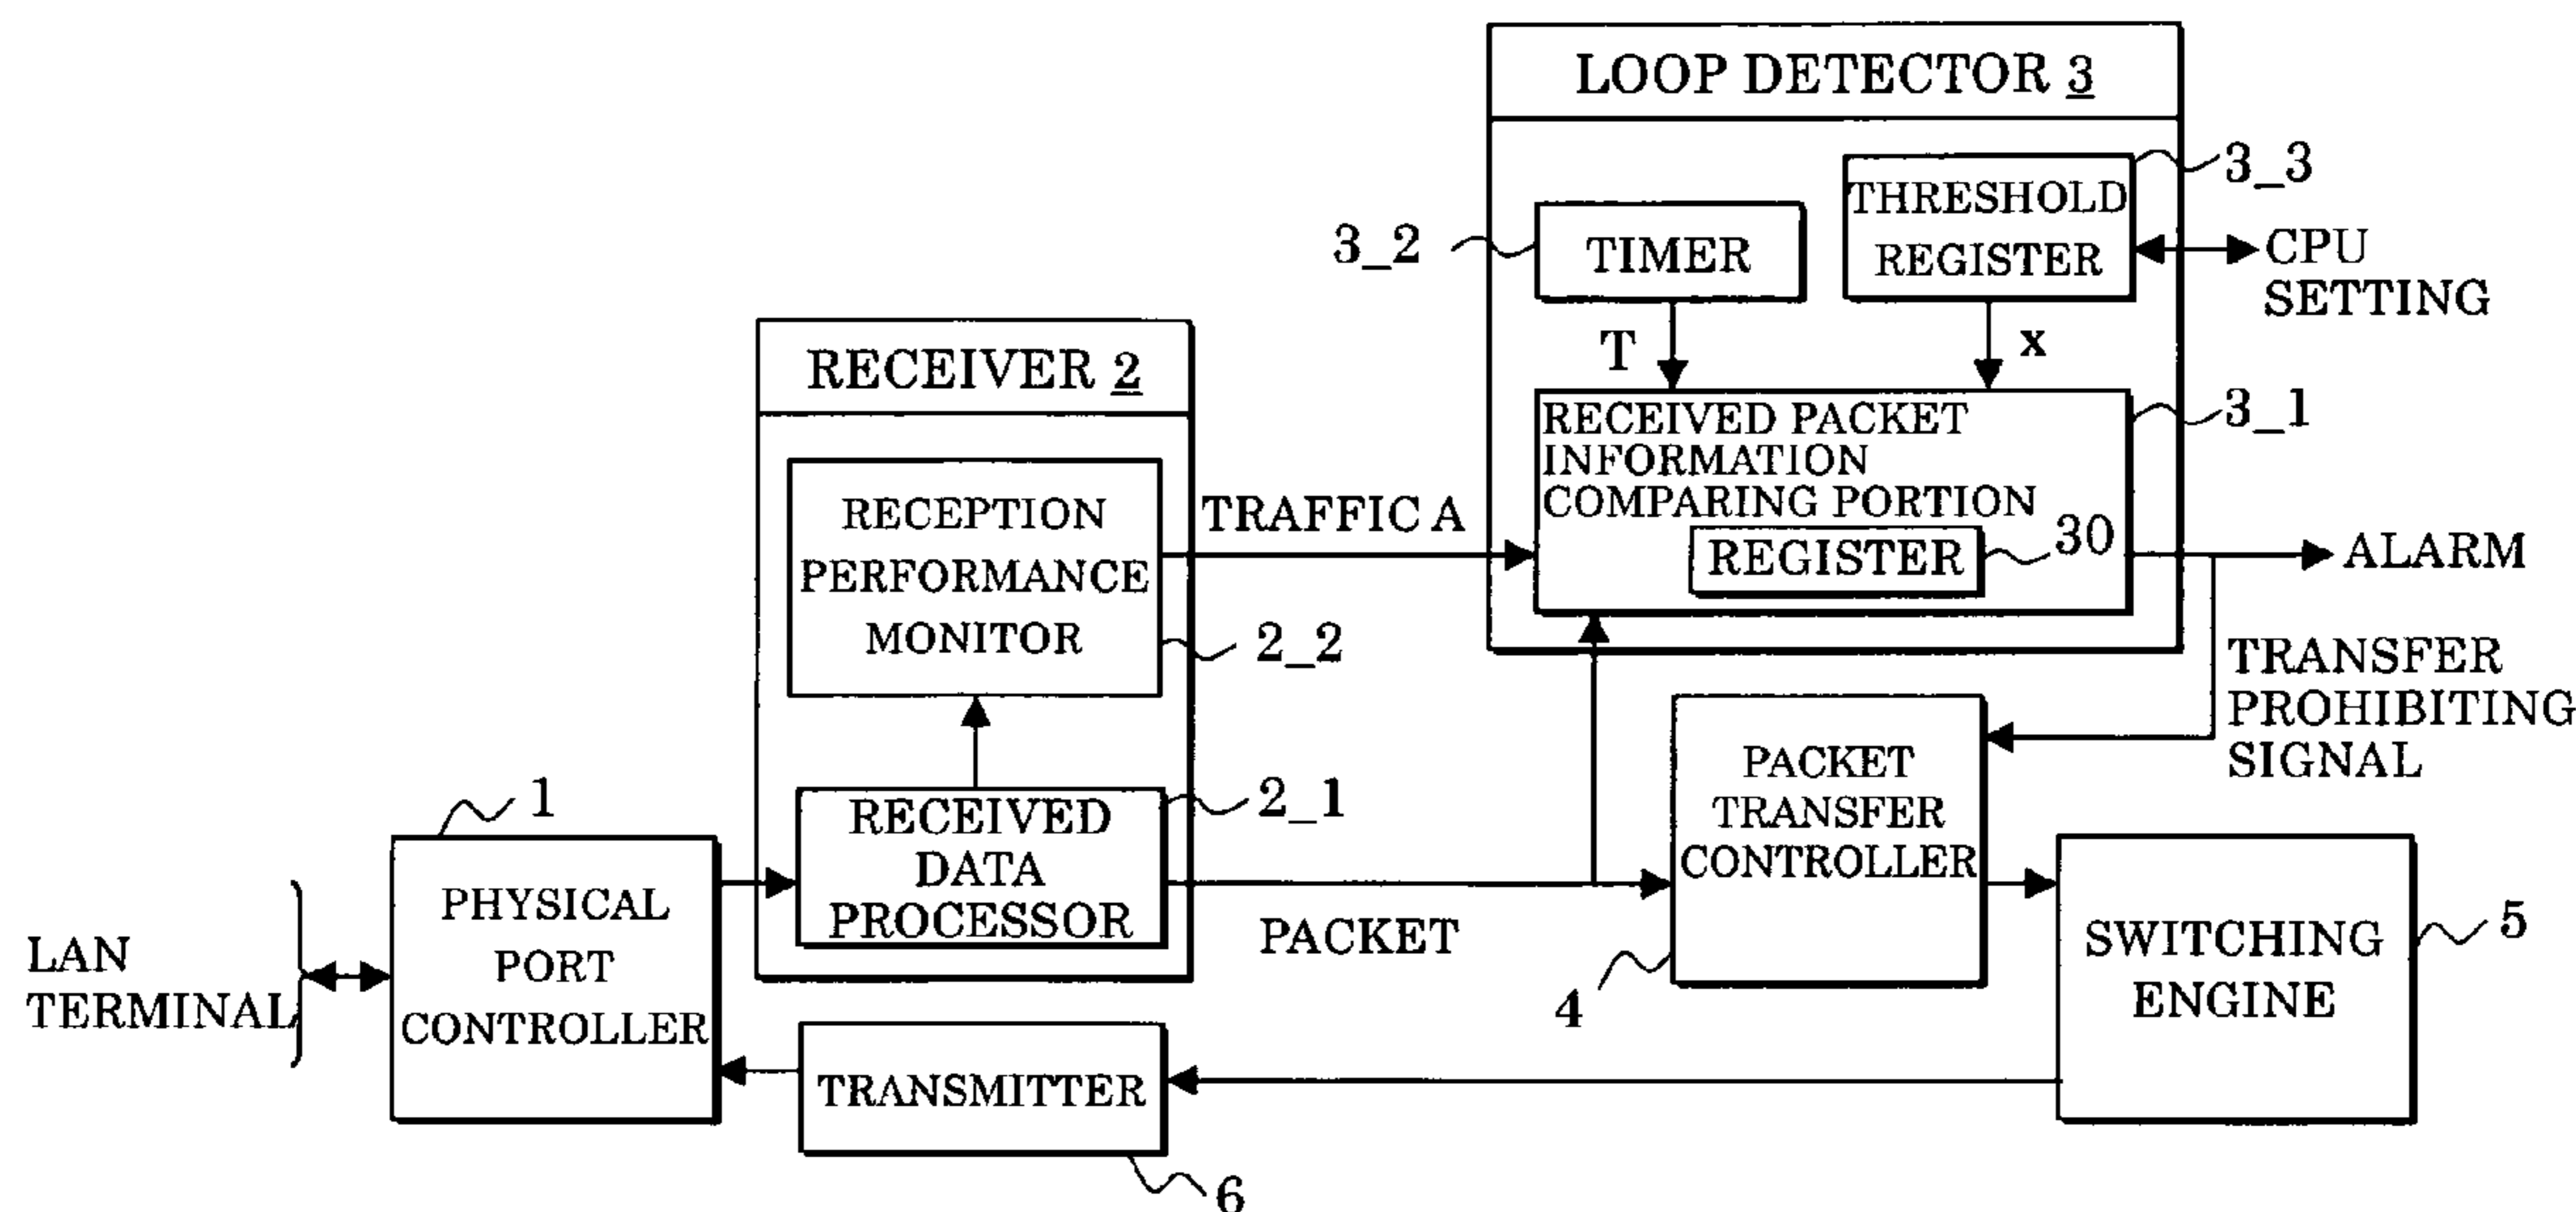 LOOP DETECTOR 3
3_3
THRESHOLD
REGISTER
3_2
TIMER
CPU
SETTING
T
x
RECEIVER 2
RECEIVED PACKET
INFORMATION
COMPARING PORTION
3_1
REGISTER
30
RECEPTION
PERFORMANCE
MONITOR
TRAFFIC A
ALARM
2_2
TRANSFER
PROHIBITING
SIGNAL
1
RECEIVED
DATA
PROCESSOR
2_1
PACKET
TRANSFER
CONTROLLER
LAN
TERMINAL
PHYSICAL
PORT
CONTROLLER
PACKET
4
SWITCHING
ENGINE
5
TRANSMITTER
6